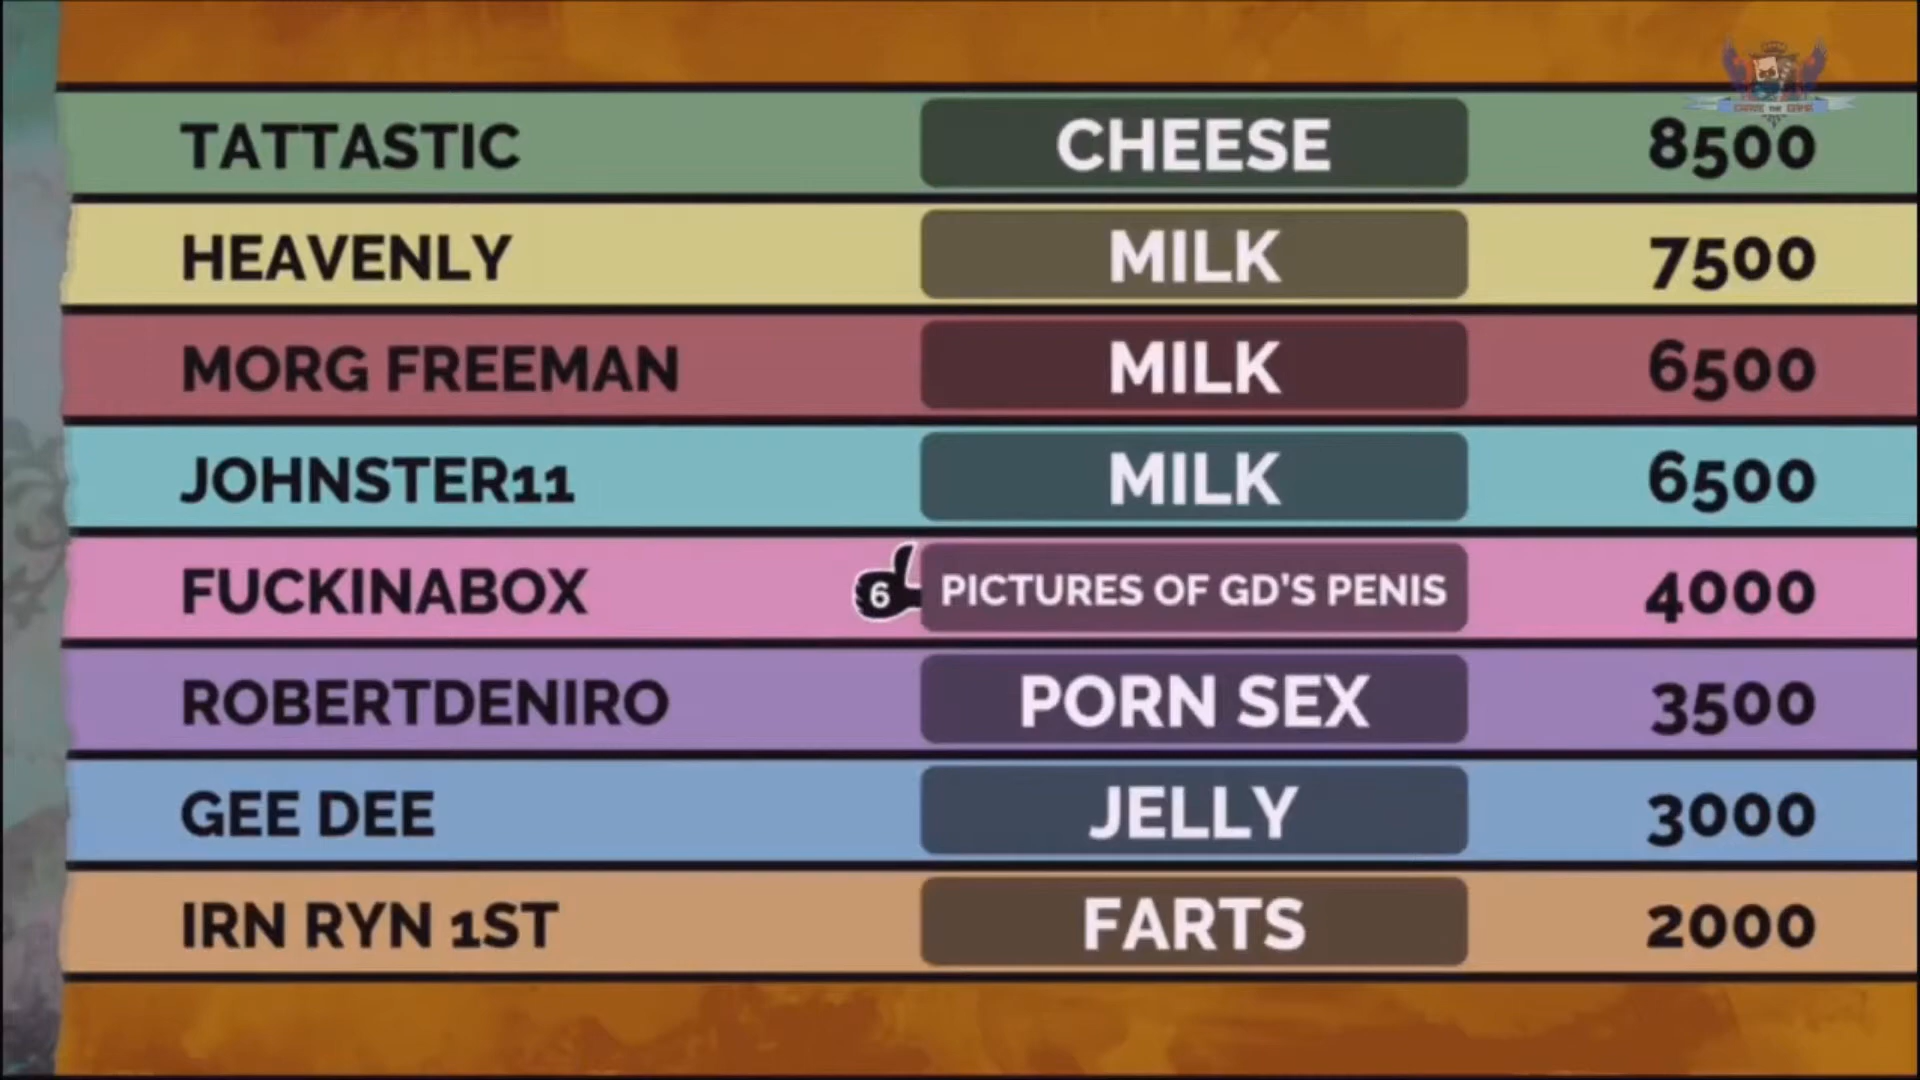 TATTASTIC CHEESE 8500
HEAVENLY MILK 7500
MORG FREEMAN MILK 6500
JOHNSTER11 MILK 6500
FUCKINABOX 6 PICTURES OF GD'S PENIS 4000
ROBERTDENIRO PORN SEX 3500
GEE DEE JELLY 3000
IRN RYN 1ST FARTS 2000